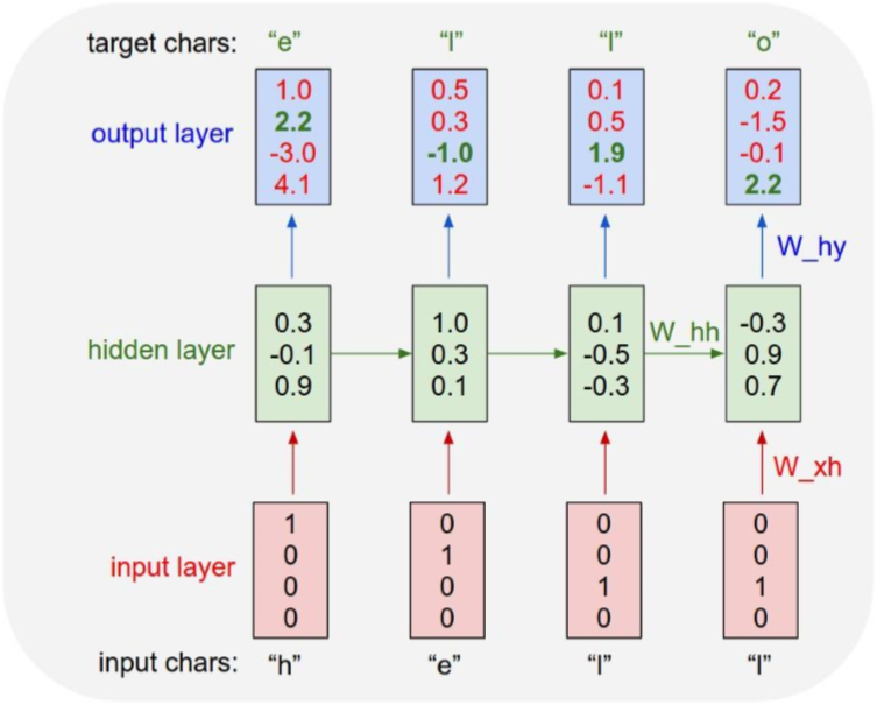 target chars: “e” “l” “l” “o”
output layer
1.0 0.5 0.1 0.2
2.2 0.3 0.5 -1.5
-3.0 -1.0 1.9 -0.1
4.1 1.2 -1.1 2.2
W_hy
hidden layer
0.3 1.0 0.1 -0.3
-0.1 0.3 -0.5 0.9
0.9 0.1 -0.3 0.7
W_hh
W_xh
input layer
1 0 0 0
0 1 0 0
0 0 1 1
0 0 0 0
input chars: “h” “e” “l” “l”